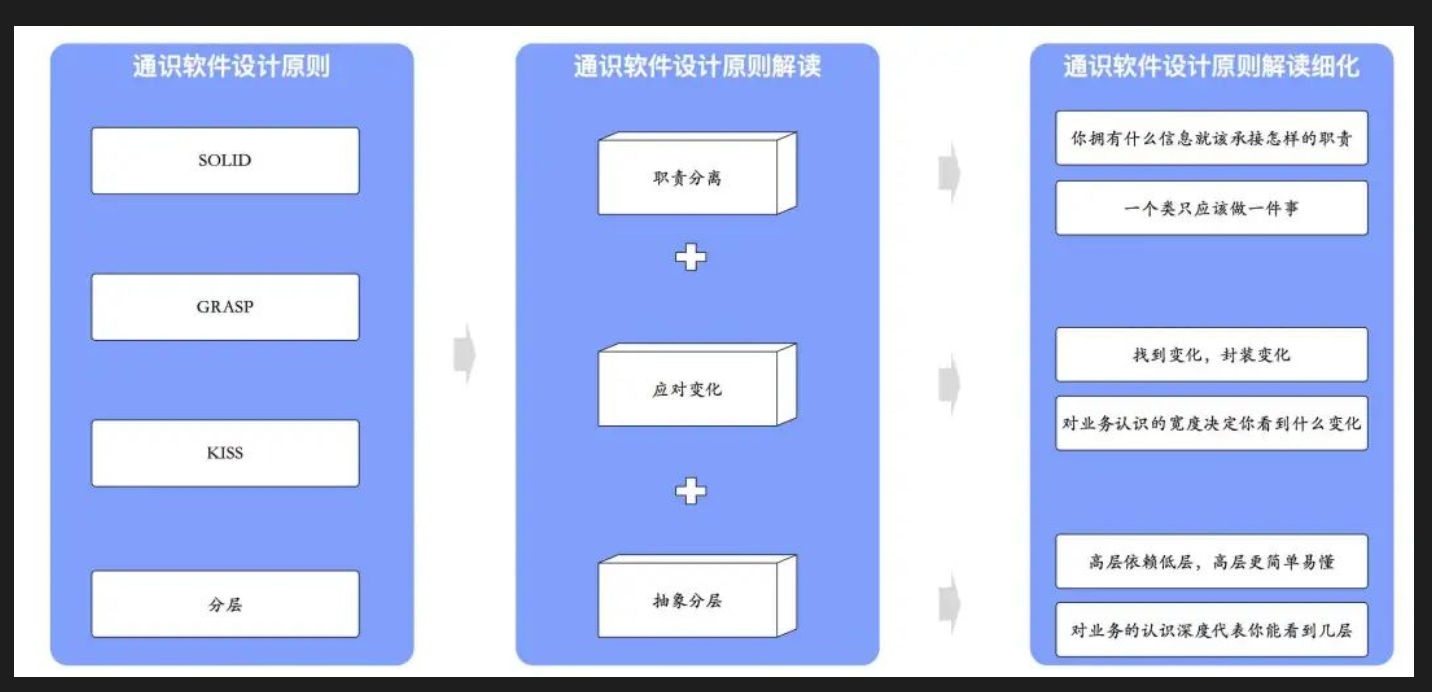 通识软件设计原则
SOLID
GRASP
KISS
分层
通识软件设计原则解读
职责分离
应对变化
抽象分层
通识软件设计原则解读细化
你拥有什么信息就该承接怎样的职责
一个类只应该做一件事
找到变化，封装变化
对业务认识的宽度决定你看到什么变化
高层依赖低层，高层更简单易懂
对业务的认识深度代表你能看到几层